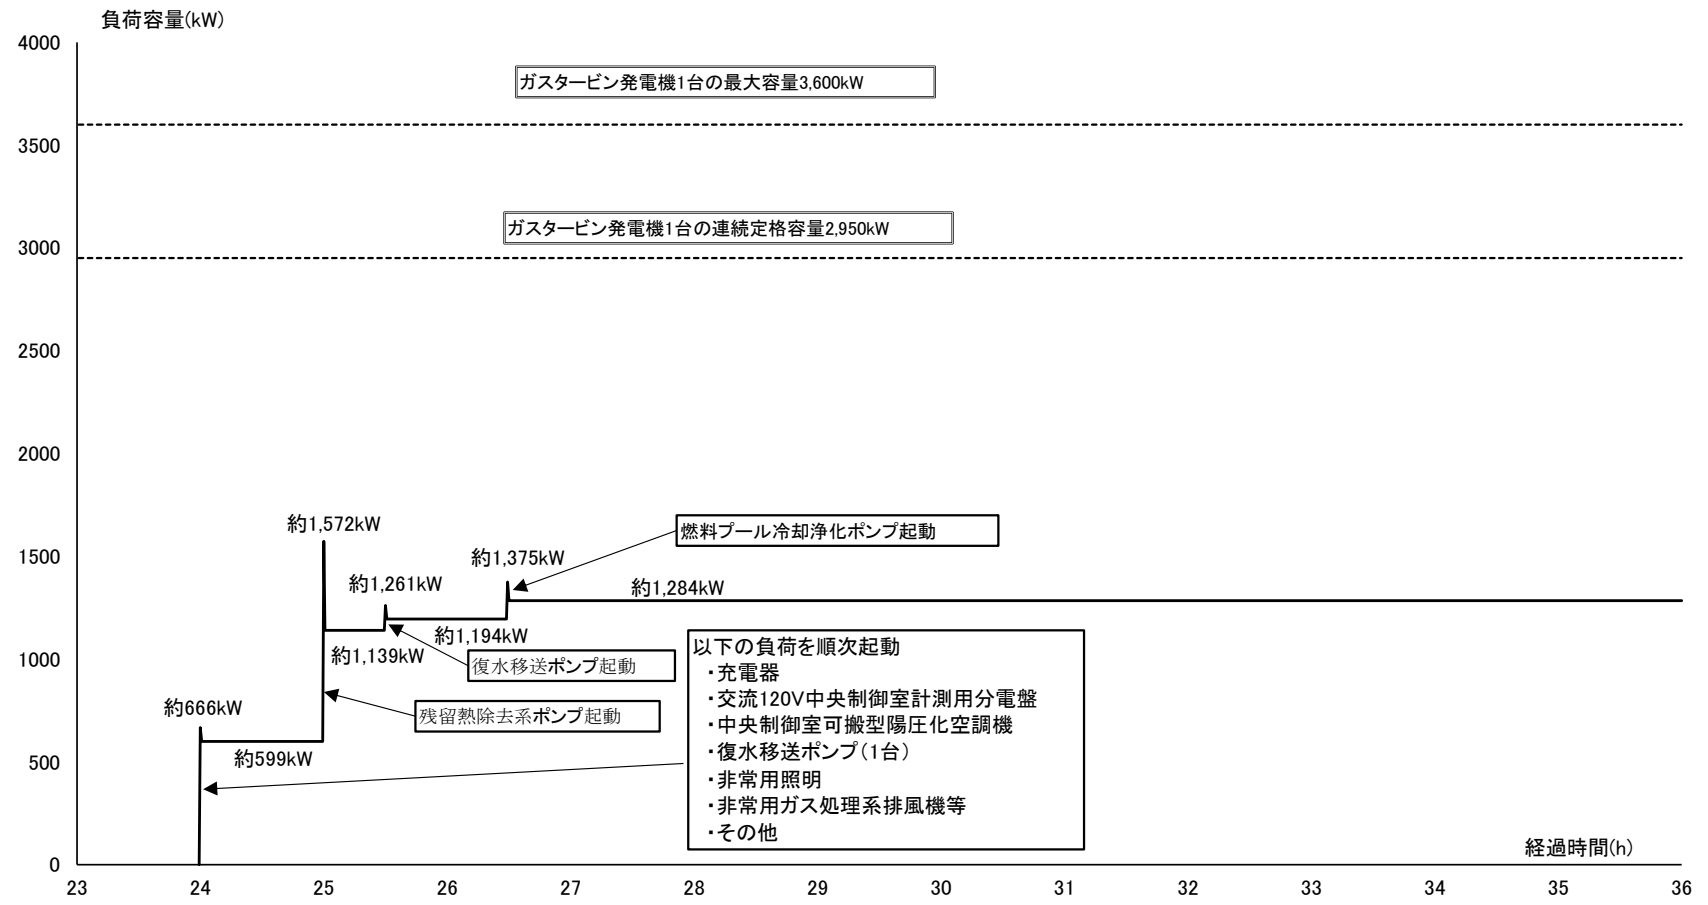 負荷容量(kW)
4000
ガスタービン発電機1台の最大容量3,600kW
3500
ガスタービン発電機1台の連続定格容量2,950kW
3000
2500
2000
約1,572kW
燃料プール冷却浄化ポンプ起動
1500
約1,375kW
約1,261kW
約1,284kW
約1,194kW
以下の負荷を順次起動
・充電器
・交流120V中央制御室計測用分電盤
・中央制御室可搬型陽圧化空調機
・復水移送ポンプ(1台)
・非常用照明
・非常用ガス処理系排風機等
・その他
1000
約1,139kW
復水移送ポンプ起動
約666kW
残留熱除去系ポンプ起動
500
約599kW
経過時間(h)
0
23 24 25 26 27 28 29 30 31 32 33 34 35 36